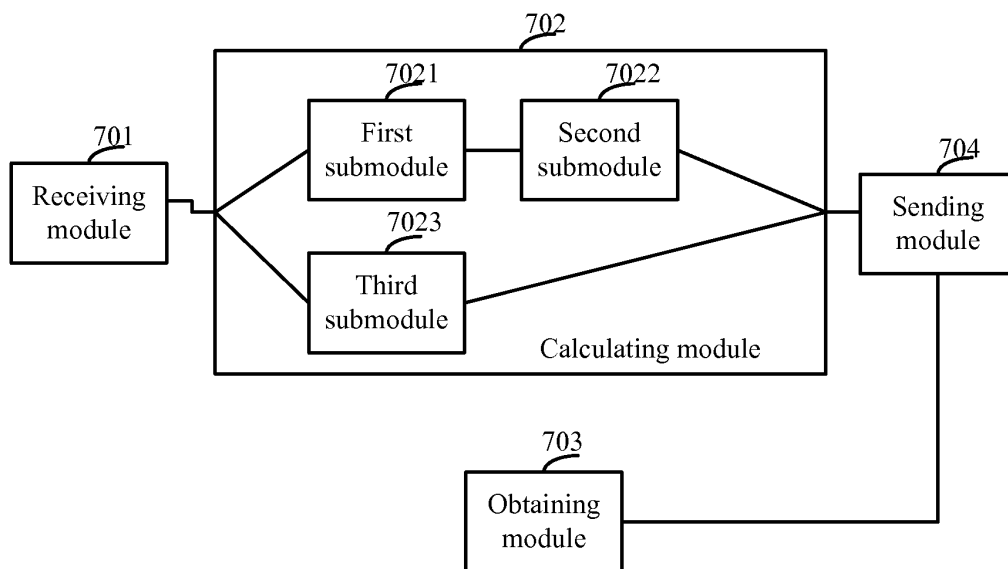 702
7021
First
submodule
7022
Second
submodule
701
Receiving
module
704
Sending
module
7023
Third
submodule
Calculating module
703
Obtaining
module